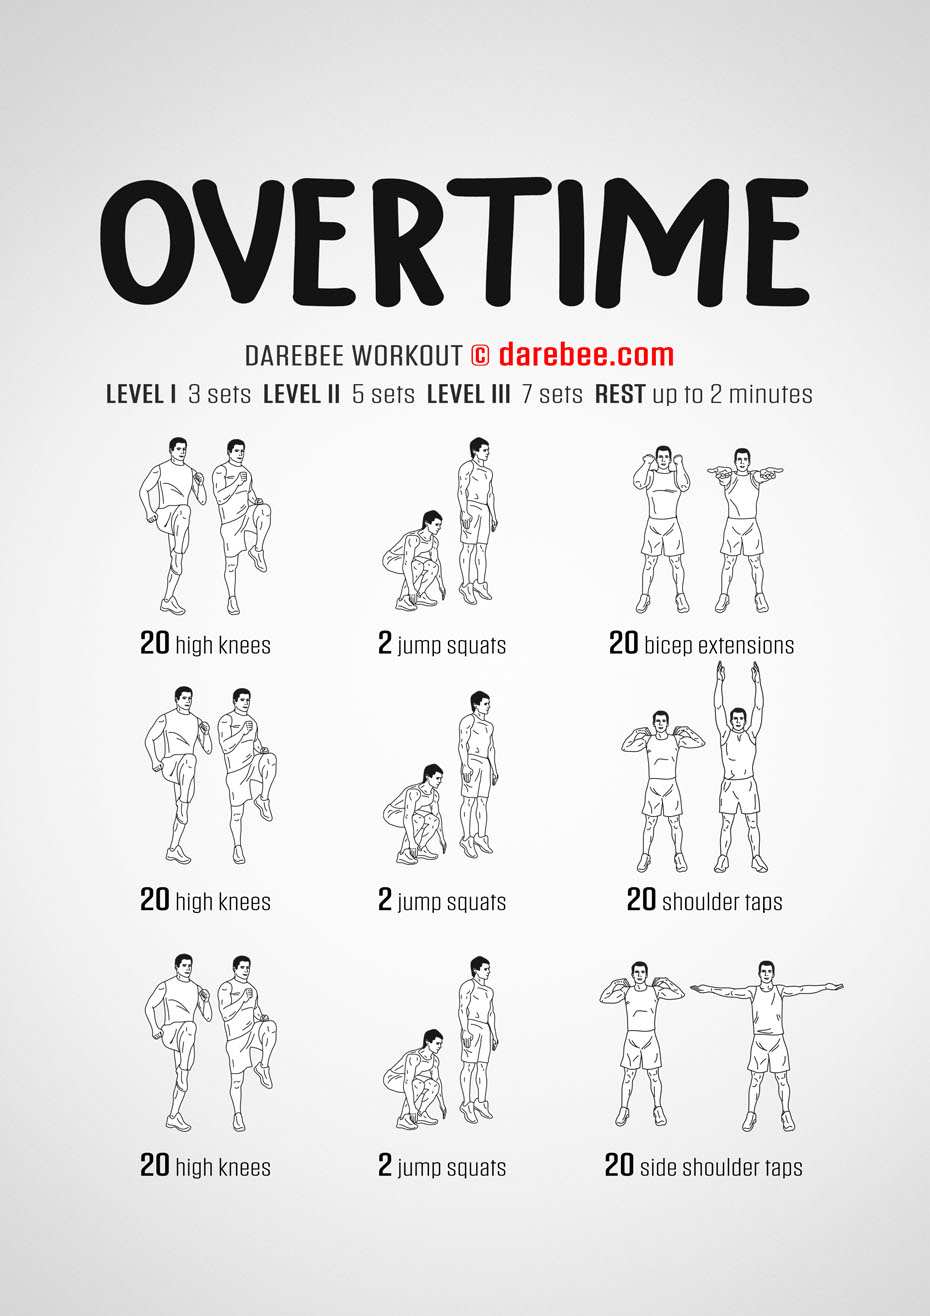 OVERTIME
DAREBEE WORKOUT © darebee.com
LEVEL I 3 sets LEVEL II 5 sets LEVEL III 7 sets REST up to 2 minutes
20 high knees
2 jump squats
20 bicep extensions
20 high knees
2 jump squats
20 shoulder taps
20 high knees
2 jump squats
20 side shoulder taps